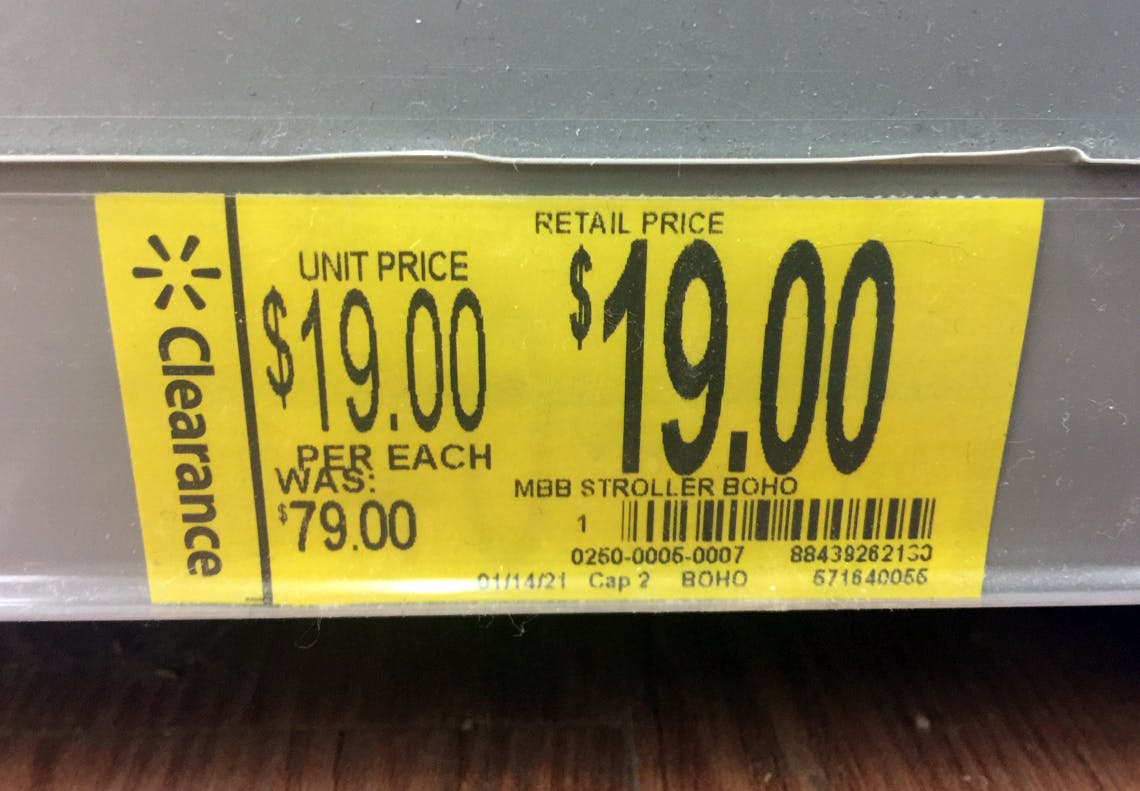 Clearance
UNIT PRICE
$19.00
PER EACH
WAS:
$79.00
RETAIL PRICE
$19.00
MBB STROLLER BOHO
1
0250-0005-0007
01/14/21 Cap 2 BOHO 571640055